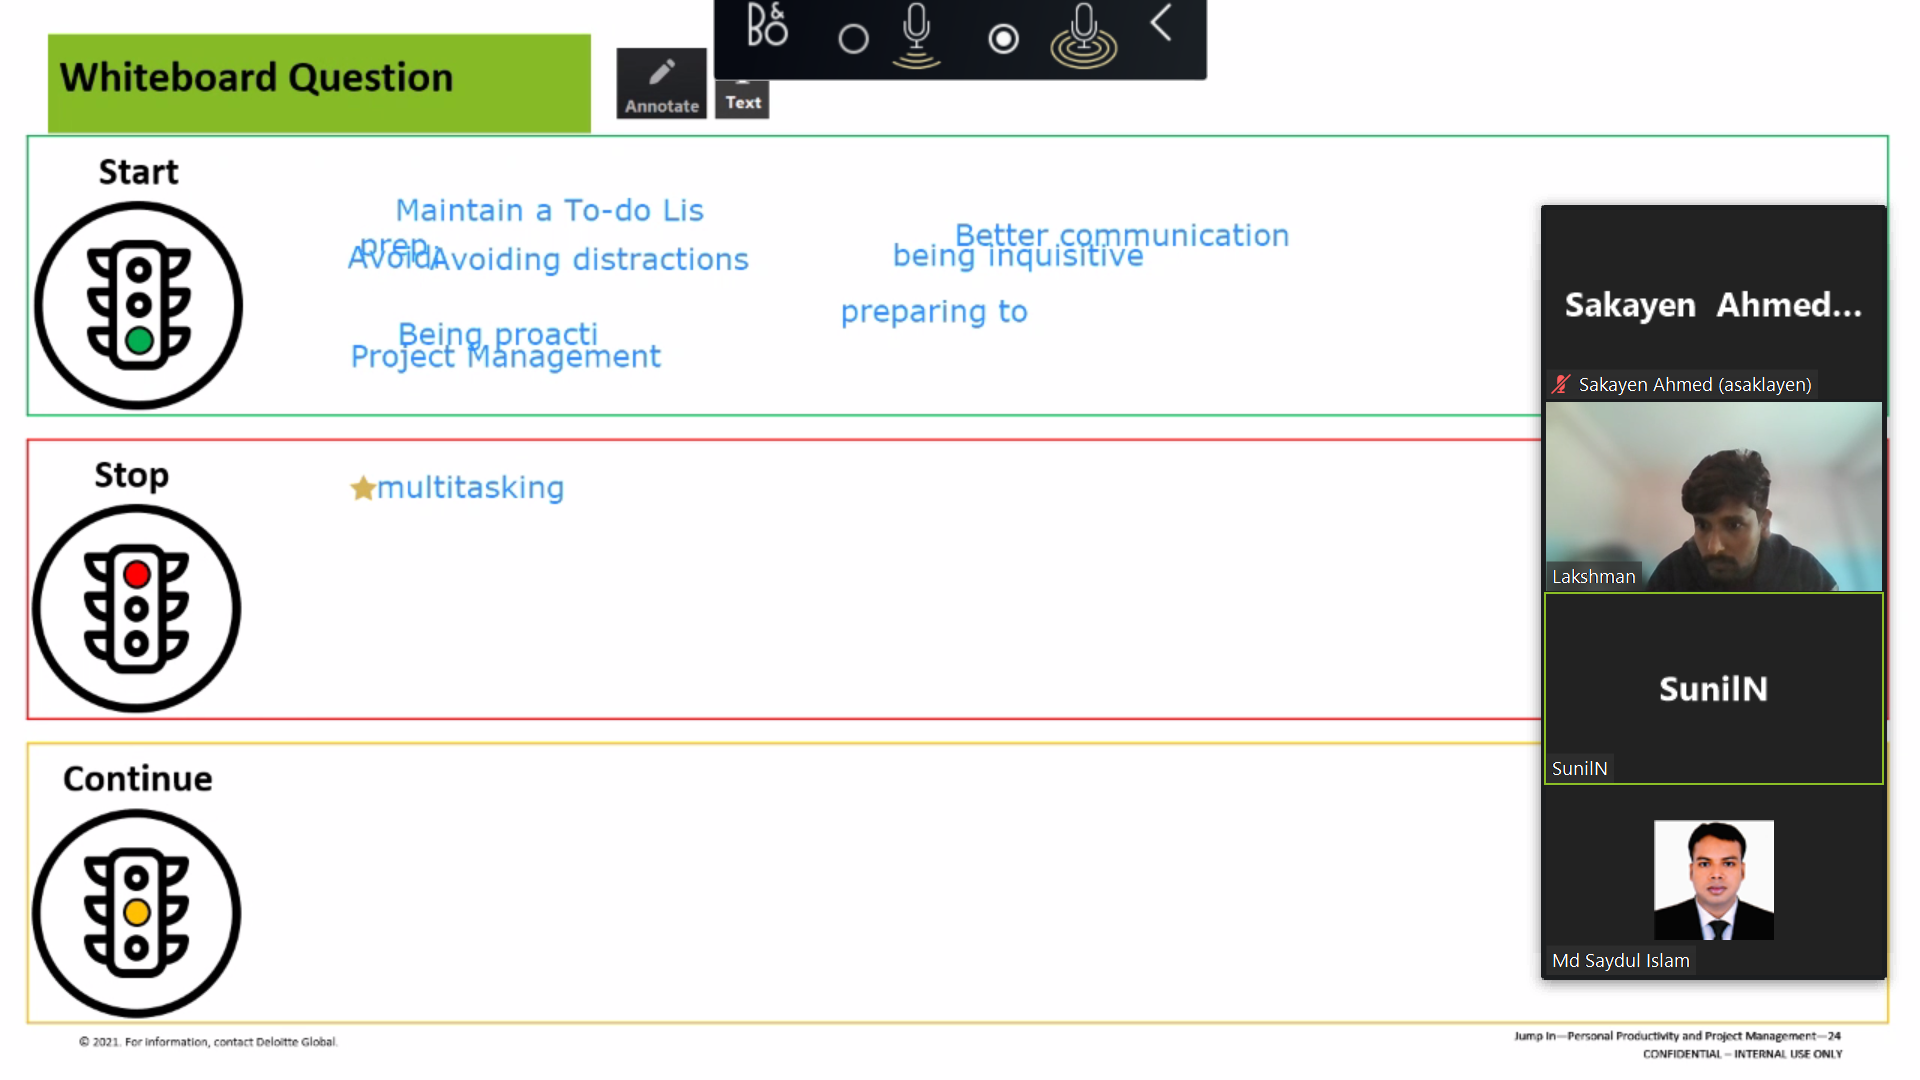 B&O
Whiteboard Question
Annotate
Text
Start
Maintain a To-do Lis
prep,
Avoid
Avoiding distractions
Better communication
being inquisitive
preparing to
Being proacti
Project Management
Stop
multitasking
Continue
Sakayen Ahmed...
Sakayen Ahmed (asaklayen)
Lakshman
SunilN
SunilN
Md Saydul Islam
© 2021. For information, contact Deloitte Global.
Jump In—Personal Productivity and Project Management—24
CONFIDENTIAL – INTERNAL USE ONLY